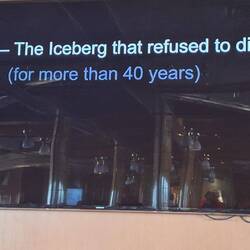 – The Iceberg that refused to di
(for more than 40 years)